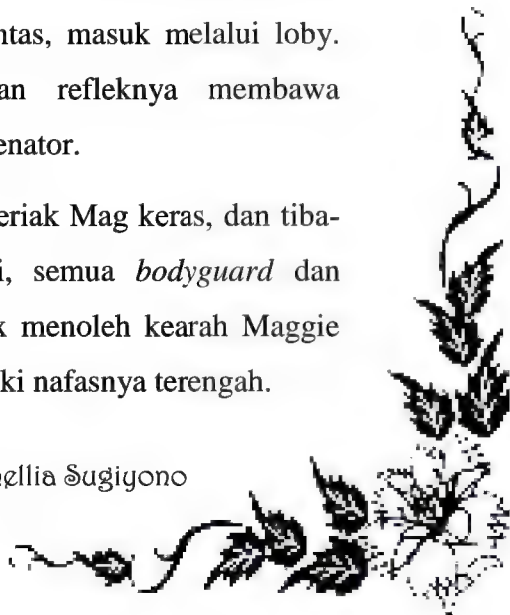 ntas, masuk melalui loby.
an refleknya membawa
enator.
eriak Mag keras, dan tiba-
i, semua bodyguard dan
k menoleh kearah Maggie
ki nafasnya terengah.
ellia Sugiyono